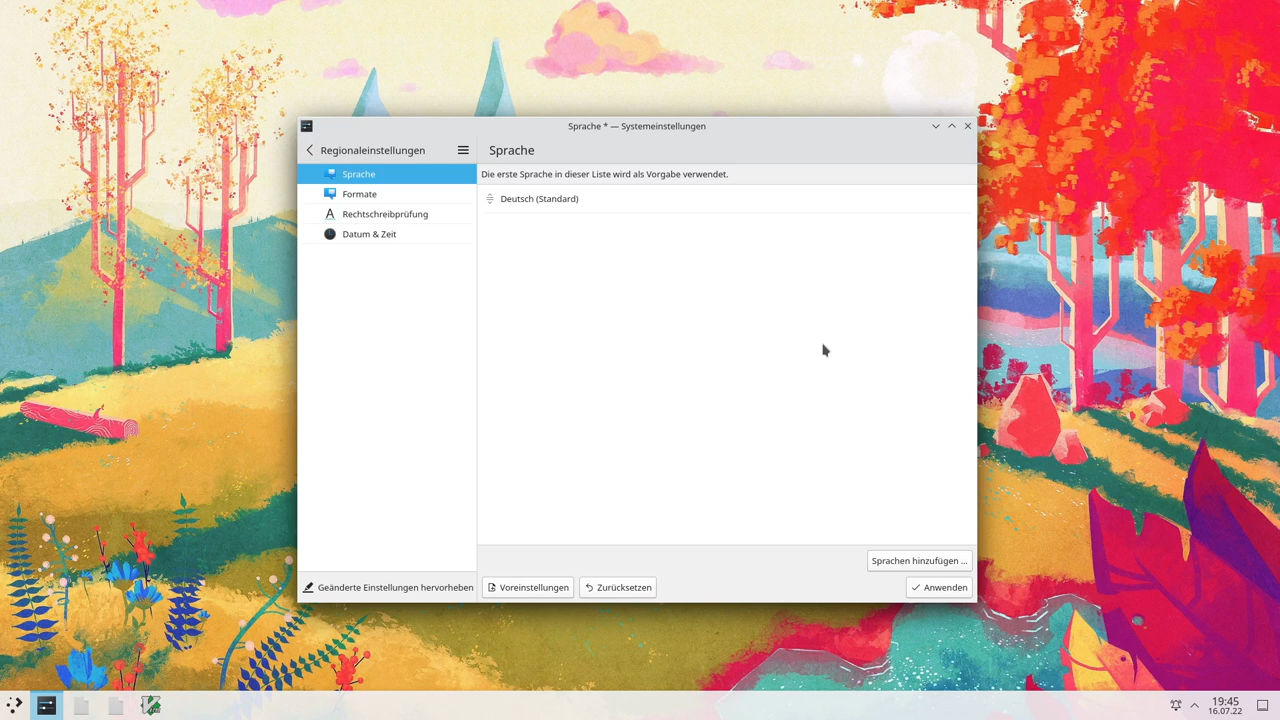 Sprache * — Systemeinstellungen
Regionaleinstellungen
Sprache
Sprache
Die erste Sprache in dieser Liste wird als Vorgabe verwendet.
Formate
Deutsch (Standard)
Rechtschreibprüfung
Datum & Zeit
Sprachen hinzufügen ...
Geänderte Einstellungen hervorheben
Voreinstellungen
Zurücksetzen
Anwenden
19:45
16.07.22